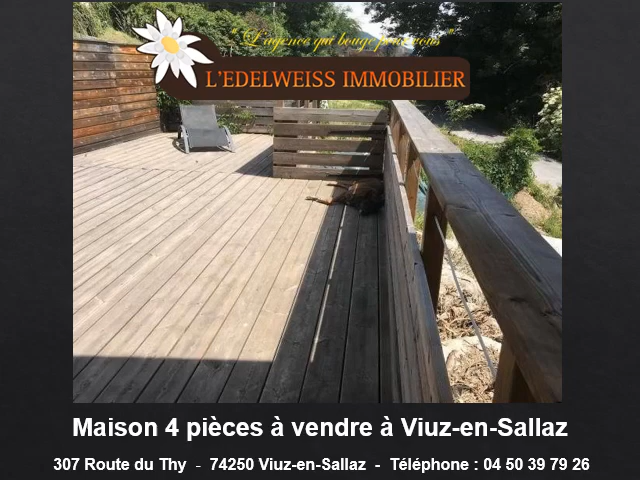 "L'agence qui bouge pour vous"
L'EDELWEISS IMMOBILIER
Maison 4 pièces à vendre à Viuz-en-Sallaz
307 Route du Thy - 74250 Viuz-en-Sallaz - Téléphone : 04 50 39 79 26